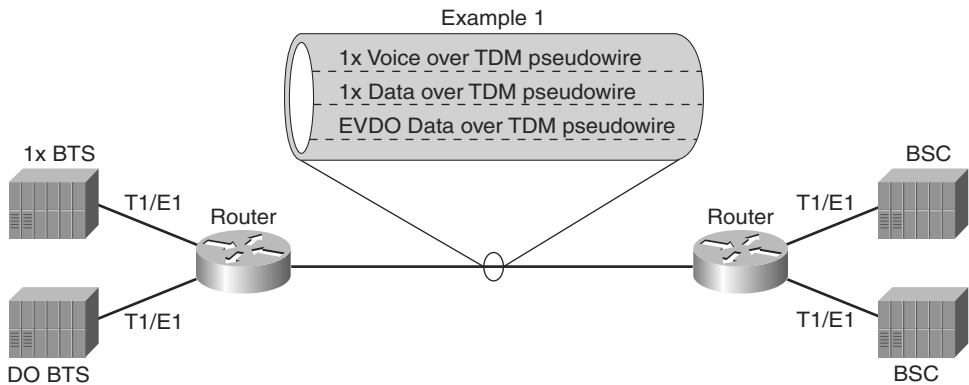 Example 1
1x Voice over TDM pseudowire
1x Data over TDM pseudowire
EVDO Data over TDM pseudowire
1x BTS
BSC
T1/E1
T1/E1
Router
Router
T1/E1
T1/E1
DO BTS
BSC